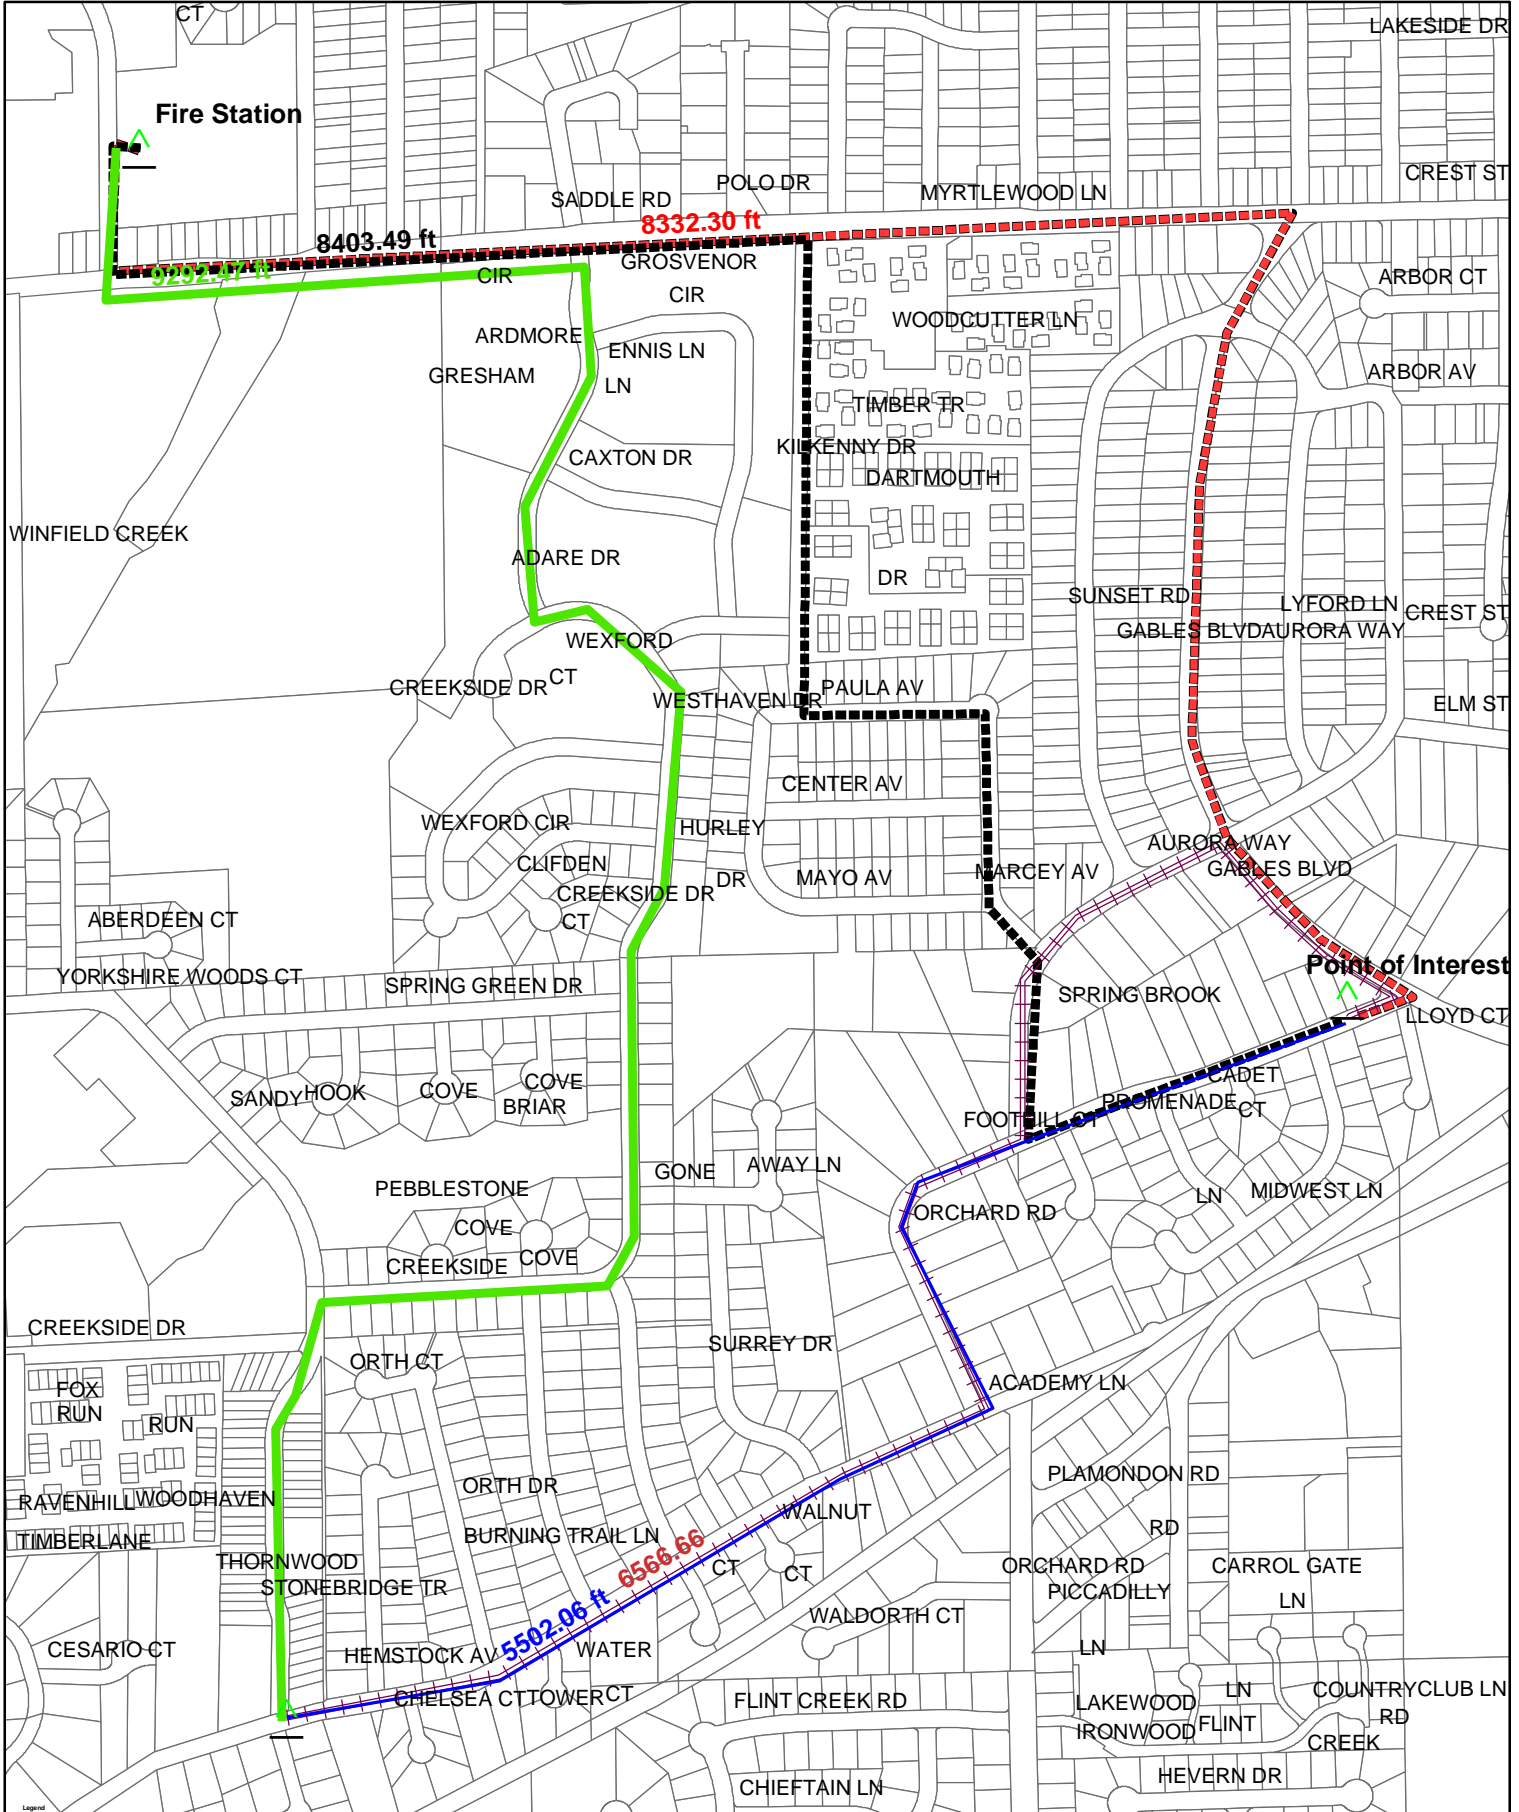 CT
LAKESIDE DR
Fire Station
CREST ST
POLO DR
MYRTLEWOOD LN
SADDLE RD
8332.30 ft
8403.49 ft
GROSVENOR
9292.47 ft
CIR
ARBOR CT
CIR
WOODCUTTER LN
ARDMORE
ENNIS LN
GRESHAM
LN
ARBOR AV
TIMBER TR
KILKENNY DR
CAXTON DR
DARTMOUTH
WINFIELD CREEK
ADARE DR
DR
SUNSET RD
LYFORD LN
CREST ST
GABLES BLVD
AURORA WAY
WEXFORD
CT
CREEKSIDE DR
PAULA AV
WESTHAVEN DR
ELM ST
CENTER AV
WEXFORD CIR
HURLEY
AURORA WAY
CLIFDEN
GABLES BLVD
MARCEY AV
DR
MAYO AV
CREEKSIDE DR
ABERDEEN CT
CT
Point of Interest
YORKSHIRE WOODS CT
SPRING GREEN DR
SPRING BROOK
LLOYD CT
CADET
COVE
SANDY
HOOK
COVE
BRIAR
PROMENADE
CT
FOOTHILL CT
GONE
AWAY LN
PEBBLESTONE
LN
MIDWEST LN
ORCHARD RD
COVE
COVE
CREEKSIDE
CREEKSIDE DR
SURREY DR
ORTH CT
ACADEMY LN
FOX
RUN
RUN
PLAMONDON RD
ORTH DR
RAVENHILL
WOODHAVEN
WALNUT
RD
BURNING TRAIL LN
TIMBERLANE
6566.66
THORNWOOD
CT
CT
ORCHARD RD
CARROL GATE
STONEBRIDGE TR
PICCADILLY
LN
5502.06 ft
WALDORTH CT
CESARIO CT
HEMSTOCK AV
WATER
LN
CHELSEA CT
TOWER
CT
FLINT CREEK RD
LAKEWOOD
LN
COUNTRYCLUB LN
IRONWOOD
FLINT
RD
CREEK
HEVERN DR
CHIEFTAIN LN
Legend